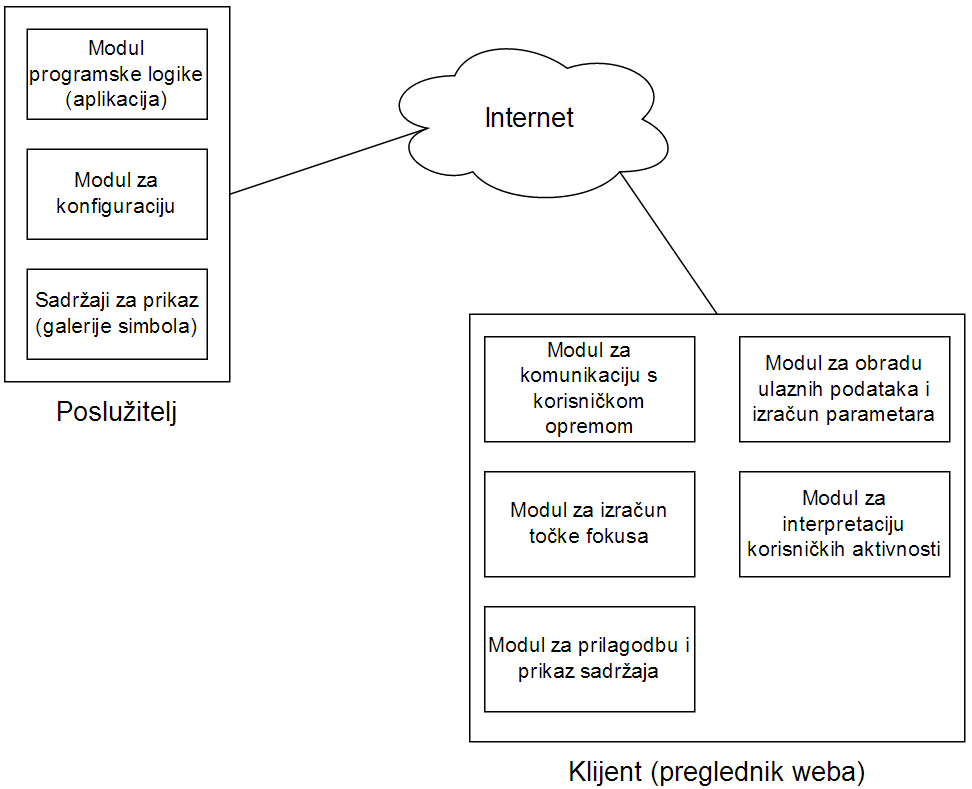 Modul
programske logike
(aplikacija)
Modul za
konfiguraciju
Sadržaji za prikaz
(galerije simbola)
Poslužitelj
Internet
Modul za
komunikaciju s
korisničkom
opremom
Modul za obradu
ulaznih podataka i
izračun parametara
Modul za izračun
točke fokusa
Modul za
interpretaciju
korisničkih aktivnosti
Modul za prilagodbu i
prikaz sadržaja
Klijent (preglednik weba)